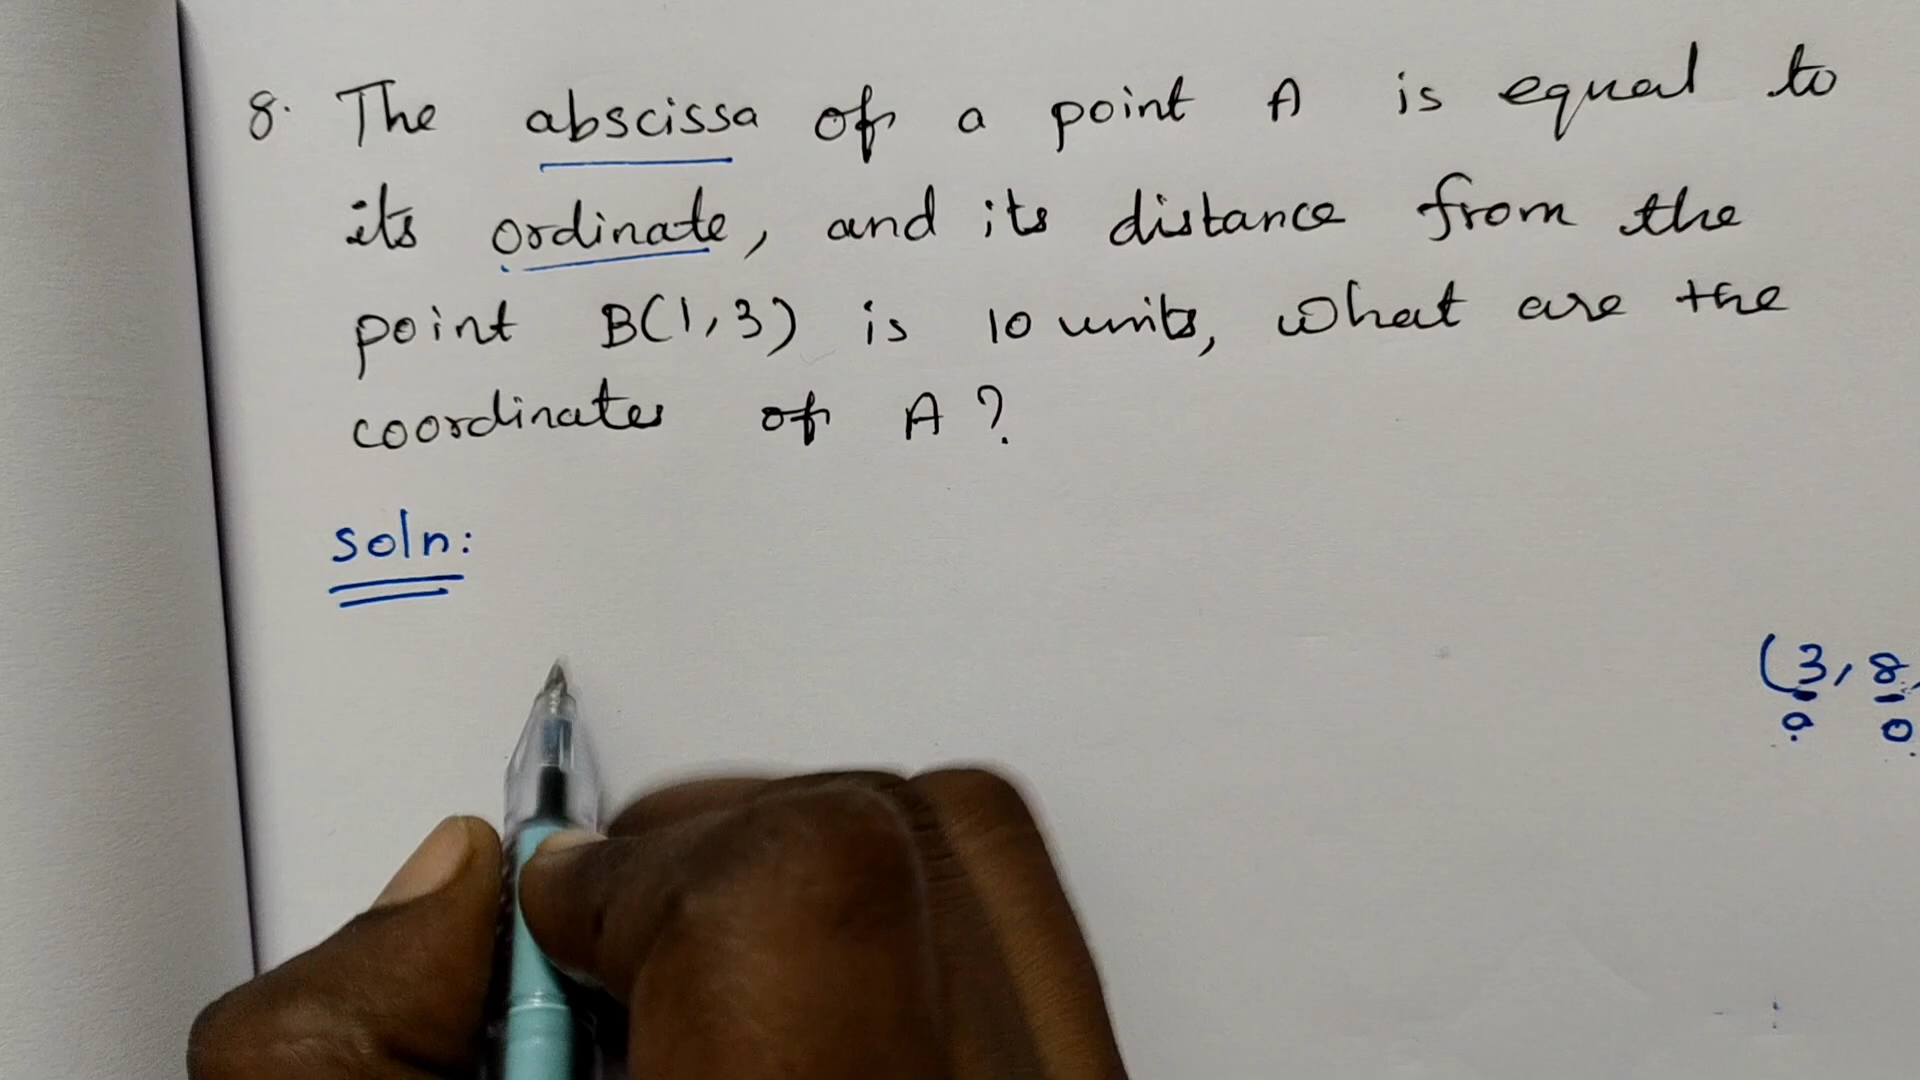 8. The abscissa of a point A is equal to
its ordinate, and its distance from the
point B(1,3) is 10 units, what are the
coordinates of A?
soln:
(3, 8,
a o